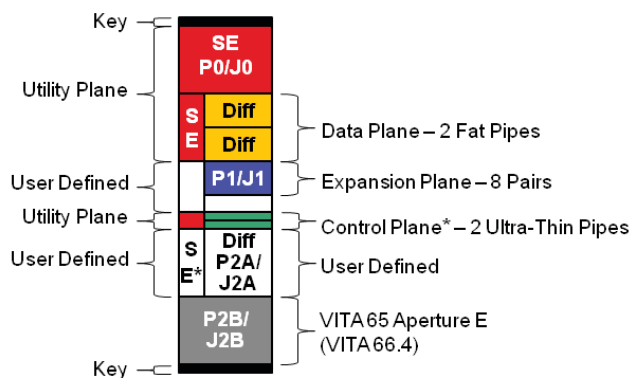 Key
SE
P0/J0
Utility Plane
S
E
Diff
Diff
Data Plane – 2 Fat Pipes
User Defined
P1/J1
Expansion Plane – 8 Pairs
Utility Plane
Control Plane* – 2 Ultra-Thin Pipes
User Defined
S
E*
Diff
P2A/
J2A
User Defined
P2B/
J2B
VITA 65 Aperture E
(VITA 66.4)
Key